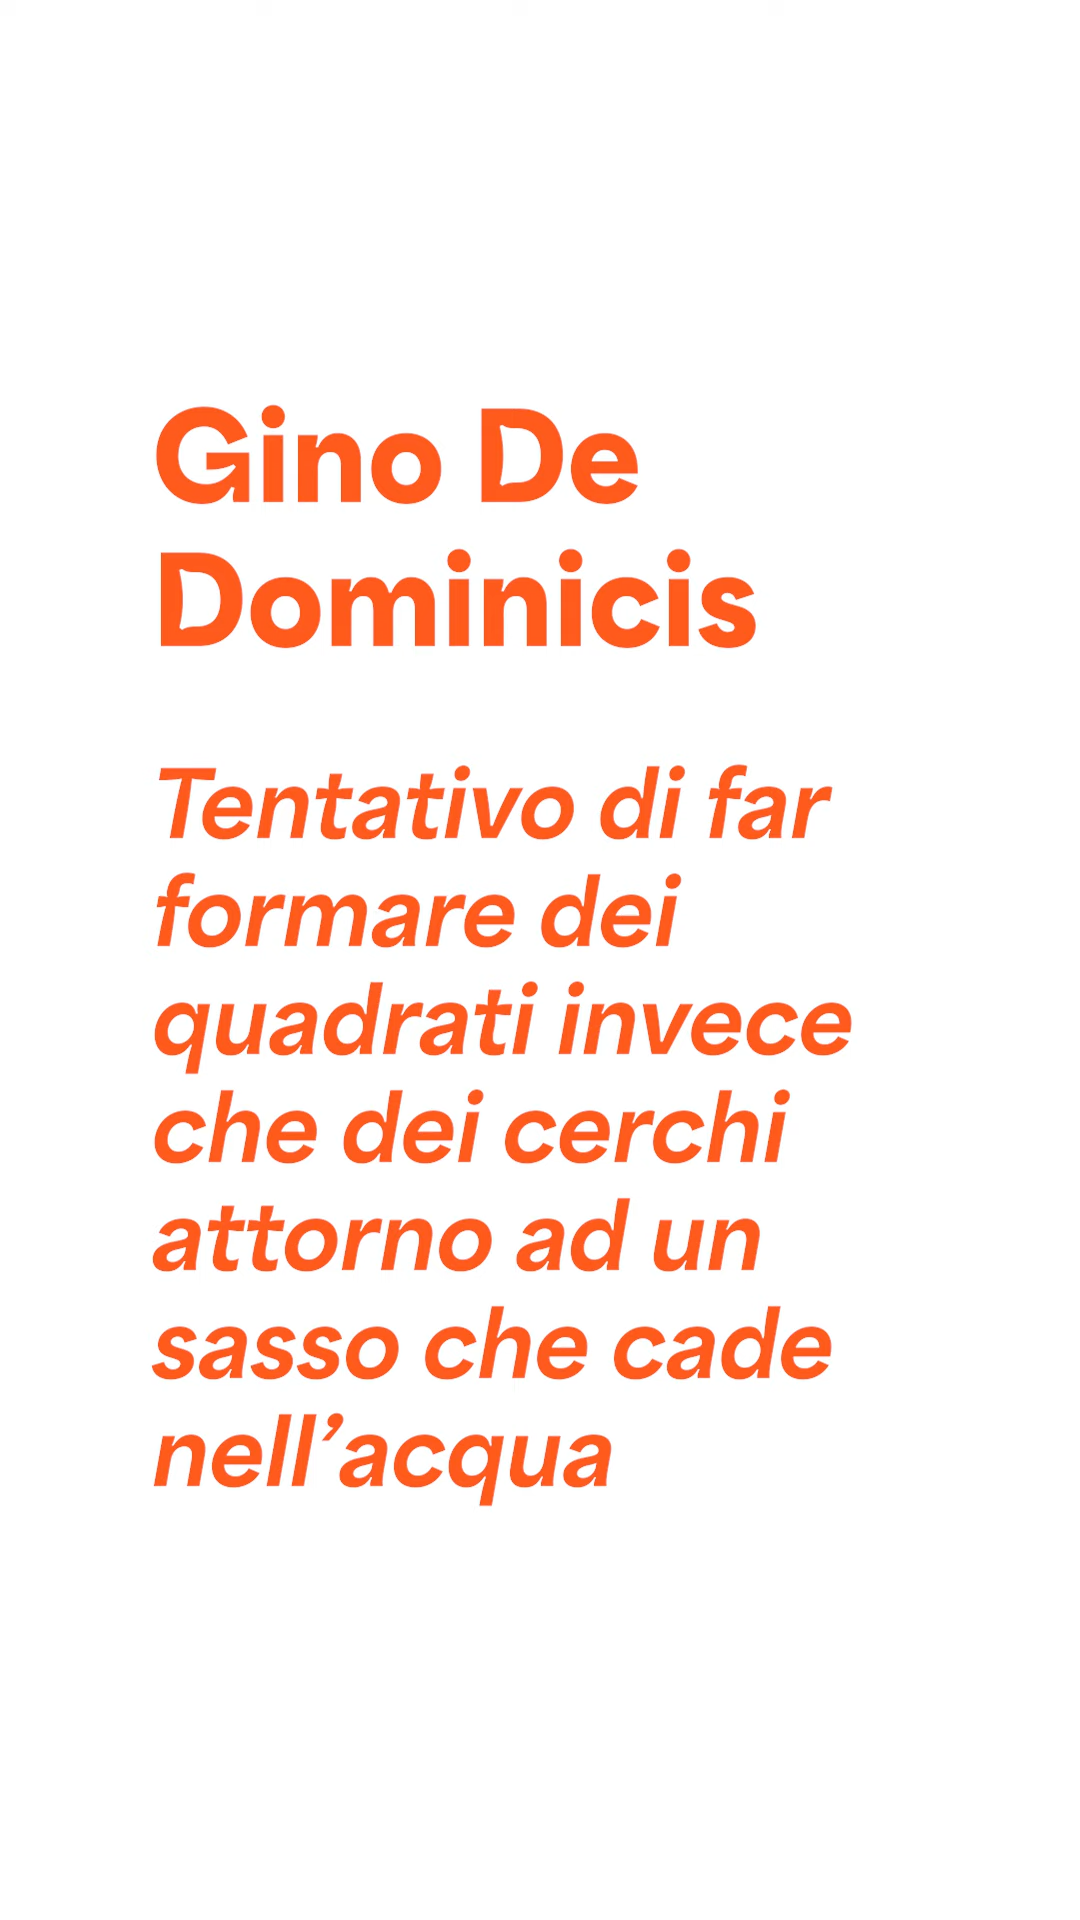 Gino De
Dominicis
Tentativo di far
formare dei
quadrati invece
che dei cerchi
attorno ad un
sasso che cade
nell’acqua